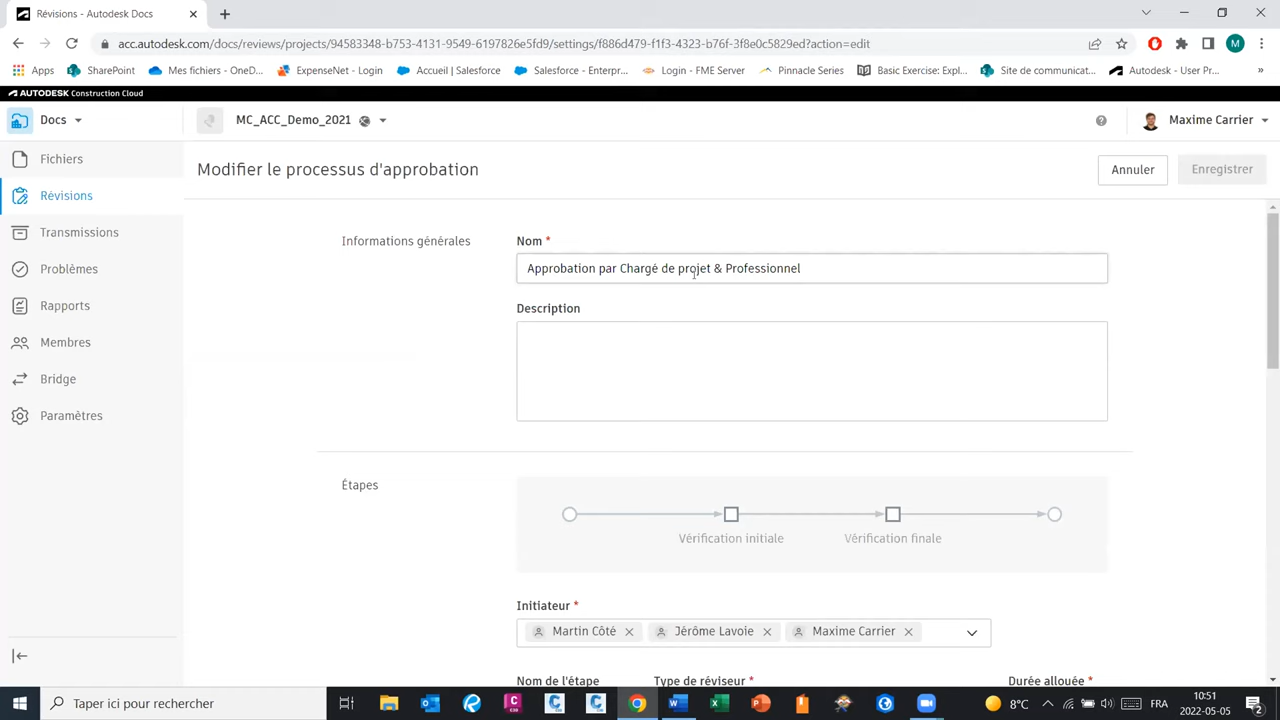 Révisions - Autodesk Docs
acc.autodesk.com/docs/reviews/projects/94583348-b753-4131-9549-6197826e5fd9/settings/f886d479-f1f3-4323-b76f-3f8e0c5829ed?action=edit
Apps SharePoint Mes fichiers - OneD... ExpenseNet - Login Accueil | Salesforce Salesforce - Enterpr... Login - FME Server Pinnacle Series Basic Exercise: Expl... Site de communicat... Autodesk - User Pr... »
AUTODESK Construction Cloud
Docs MC_ACC_Demo_2021 Maxime Carrier
Fichiers
Révisions
Transmissions
Problèmes
Rapports
Membres
Bridge
Paramètres
Modifier le processus d'approbation
Annuler Enregistrer
Informations générales
Nom *
Approbation par Chargé de projet & Professionnel
Description
Étapes
Vérification initiale Vérification finale
Initiateur *
Martin Côté Jérôme Lavoie Maxime Carrier
Nom de l'étape Type de réviseur * Durée allouée *
Taper ici pour rechercher
8°C FRA 10:51
2022-05-05 2